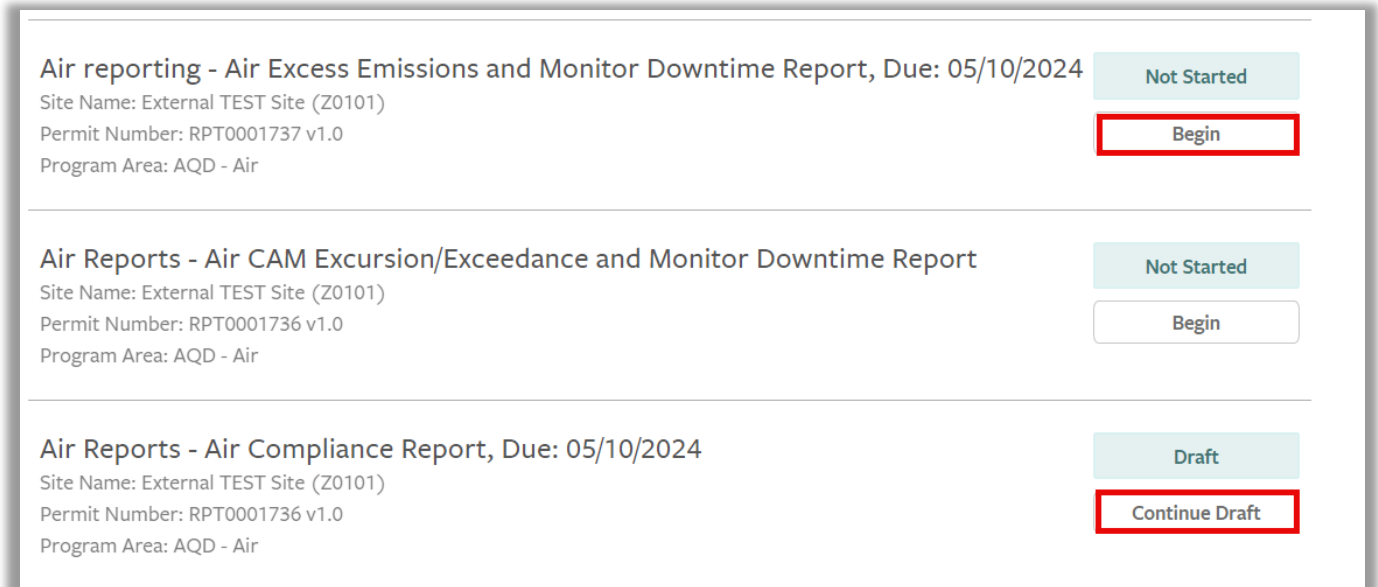 Air reporting - Air Excess Emissions and Monitor Downtime Report, Due: 05/10/2024
Not Started
Site Name: External TEST Site (Z0101)
Permit Number: RPT0001737 v1.0
Begin
Program Area: AQD - Air
Air Reports - Air CAM Excursion/Exceedance and Monitor Downtime Report
Not Started
Site Name: External TEST Site (Z0101)
Permit Number: RPT0001736 v1.0
Begin
Program Area: AQD - Air
Air Reports - Air Compliance Report, Due: 05/10/2024
Draft
Site Name: External TEST Site (Z0101)
Permit Number: RPT0001736 v1.0
Continue Draft
Program Area: AQD - Air